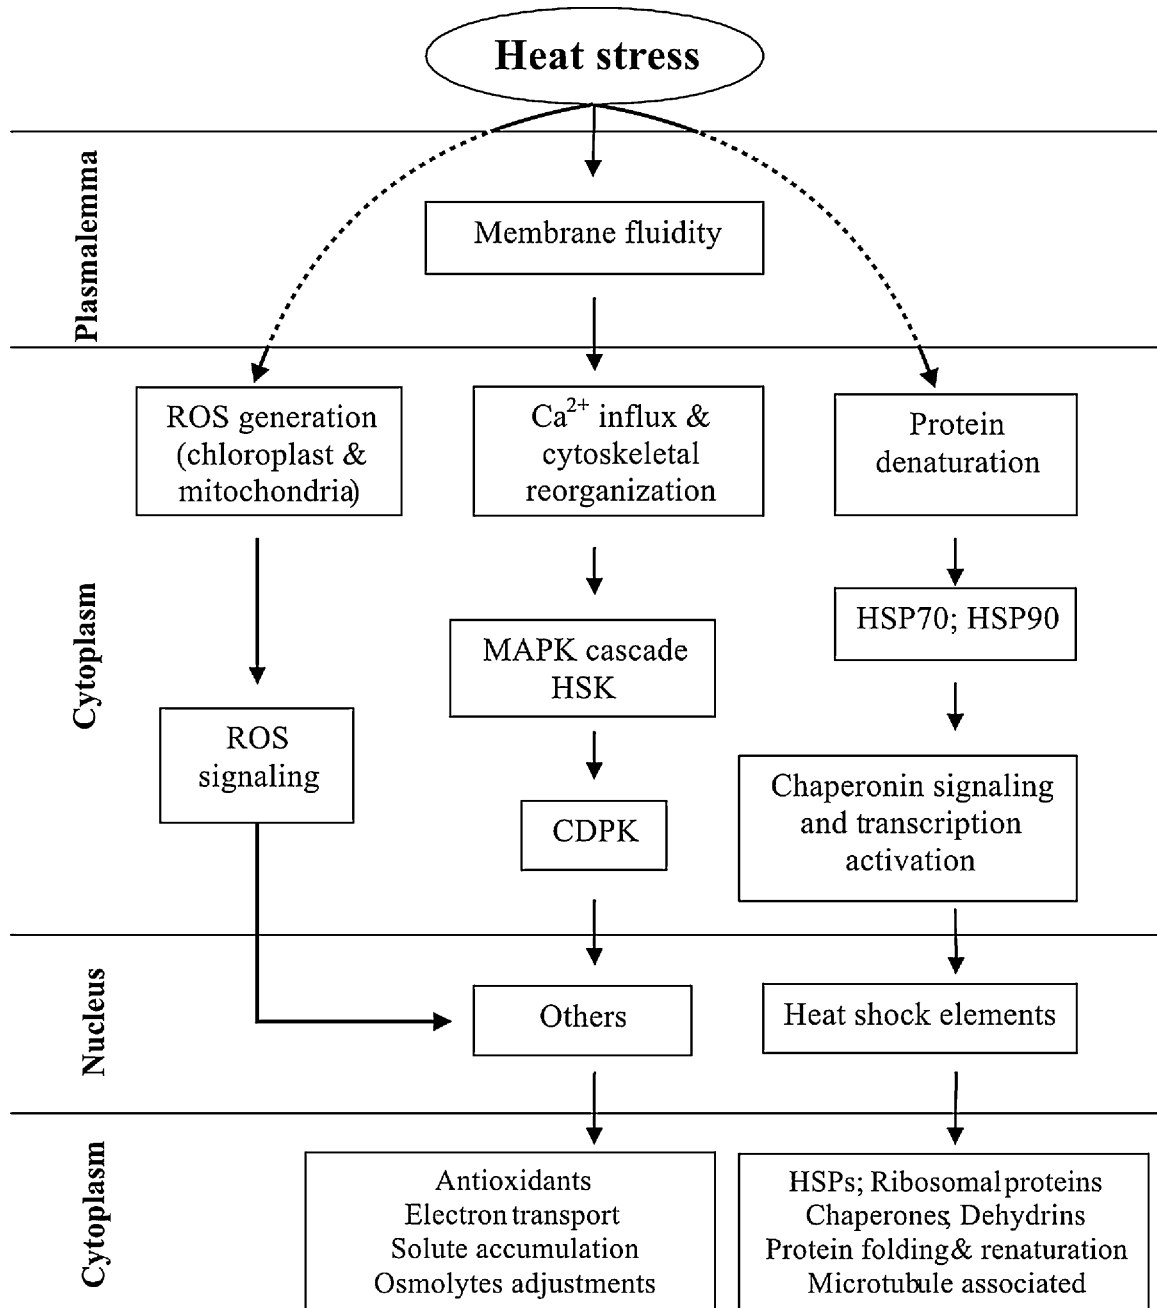 Heat stress
Plasmalemma
Membrane fluidity
ROS generation
(chloroplast &
mitochondria)
Ca²⁺ influx &
cytoskeletal
reorganization
Protein
denaturation
Cytoplasm
HSP70; HSP90
MAPK cascade
HSK
ROS
signaling
Chaperonin signaling
and transcription
activation
CDPK
Nucleus
Others
Heat shock elements
Cytoplasm
Antioxidants
Electron transport
Solute accumulation
Osmolytes adjustments
HSPs; Ribosomal proteins
Chaperones; Dehydrins
Protein folding & renaturation
Microtubule associated